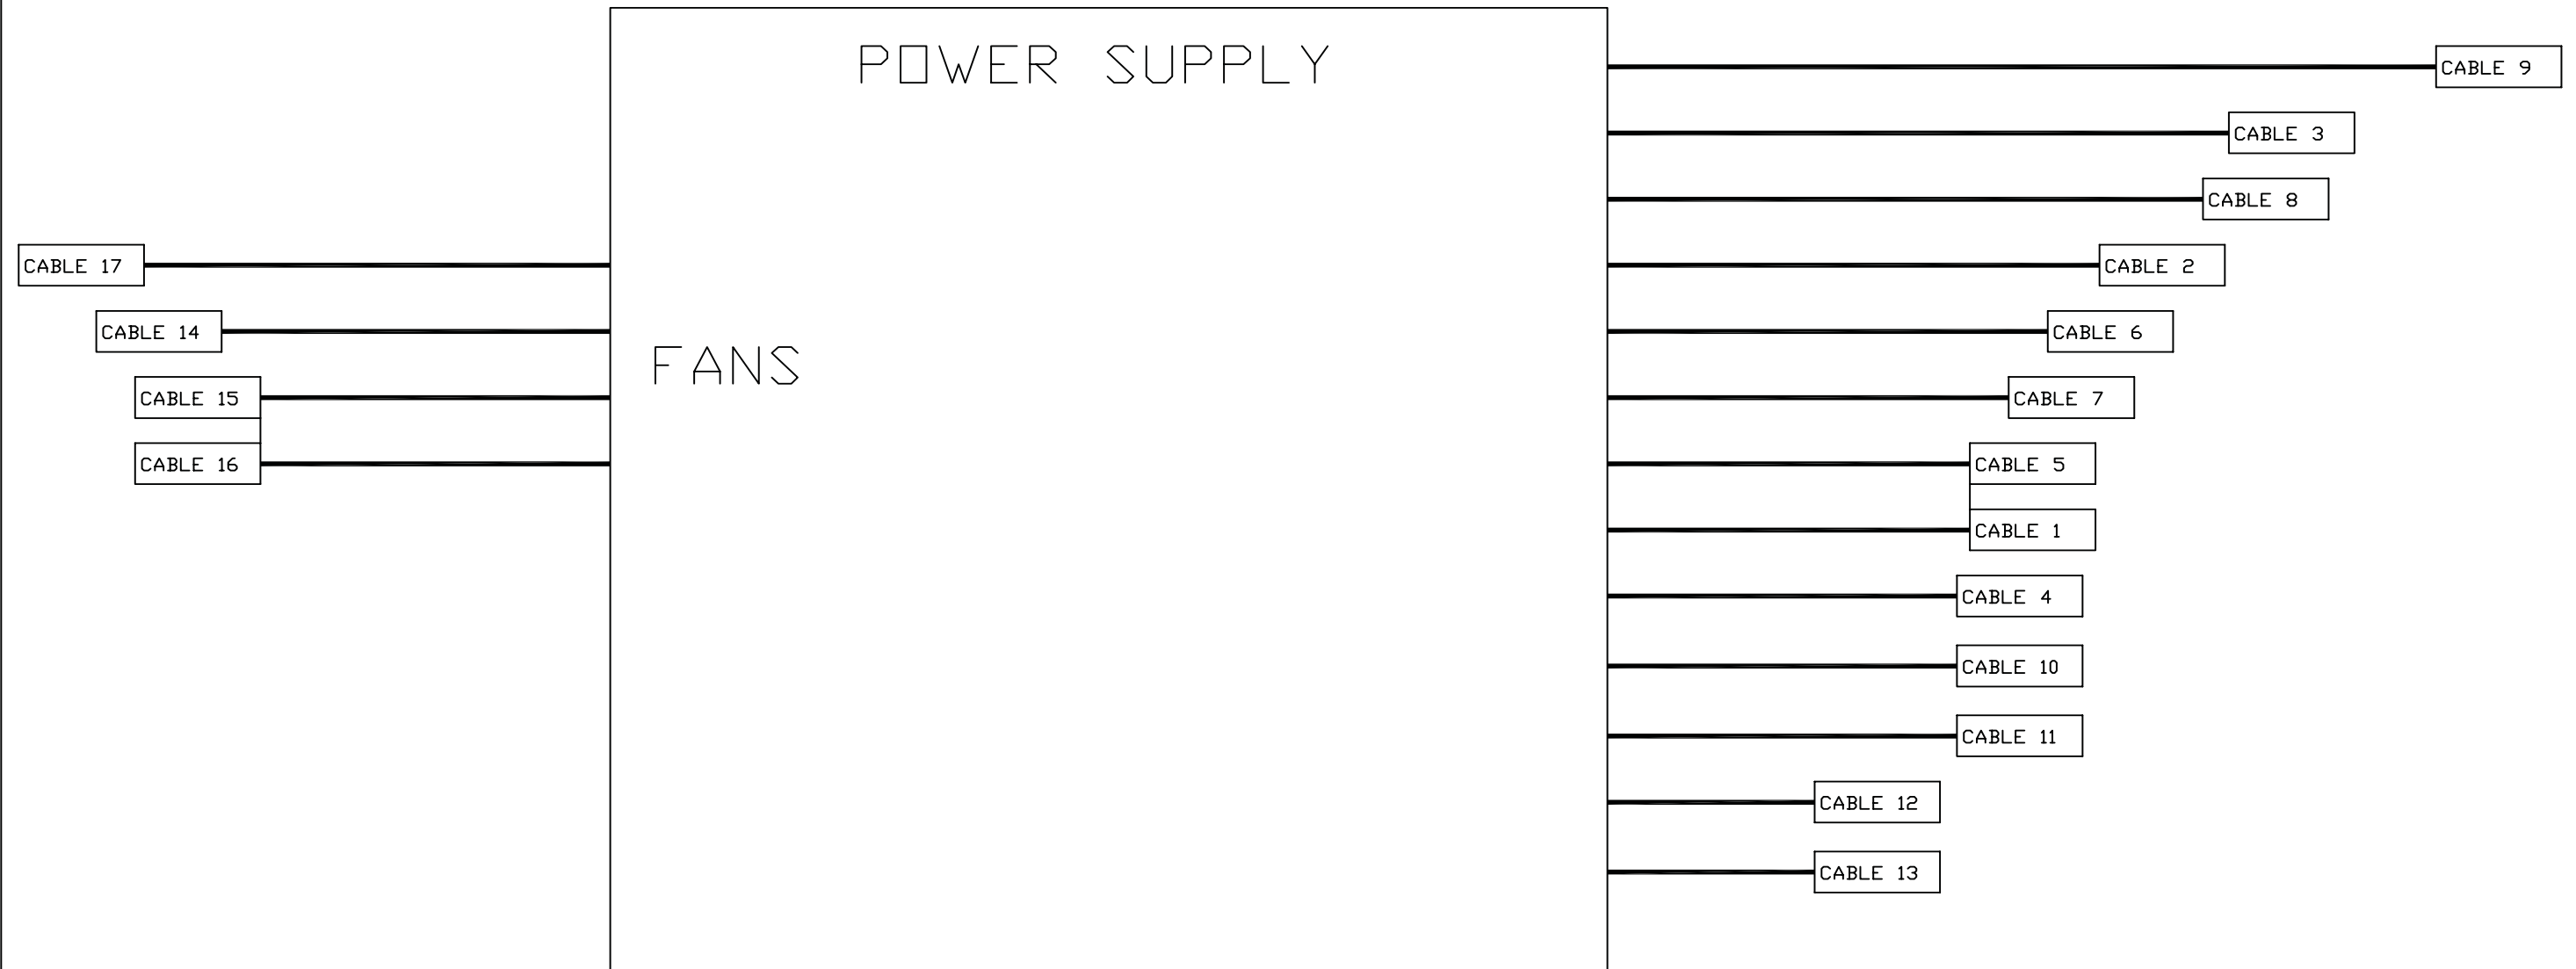 POWER SUPPLY
CABLE 9
CABLE 3
CABLE 8
CABLE 17
CABLE 2
CABLE 14
CABLE 6
FANS
CABLE 15
CABLE 7
CABLE 16
CABLE 5
CABLE 1
CABLE 4
CABLE 10
CABLE 11
CABLE 12
CABLE 13